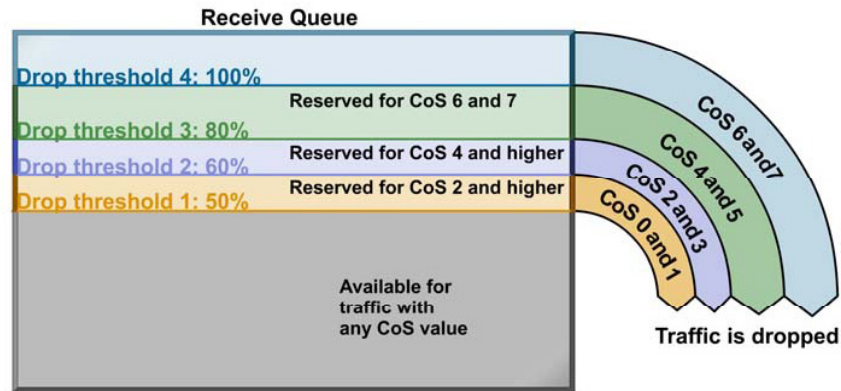 Receive Queue
Drop threshold 4: 100%
Reserved for CoS 6 and 7
Drop threshold 3: 80%
Reserved for CoS 4 and higher
Drop threshold 2: 60%
Reserved for CoS 2 and higher
Drop threshold 1: 50%
Available for
traffic with
any CoS value
CoS 6 and 7
CoS 4 and 5
CoS 2 and 3
CoS 0 and 1
Traffic is dropped